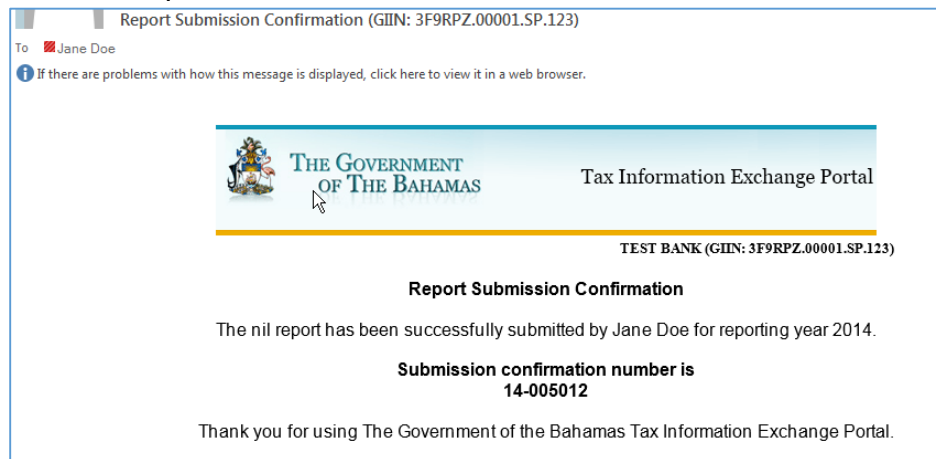 Report Submission Confirmation (GIIN: 3F9RPZ.00001.SP.123)
To Jane Doe
If there are problems with how this message is displayed, click here to view it in a web browser.
THE GOVERNMENT
OF THE BAHAMAS
Tax Information Exchange Portal
TEST BANK (GIIN: 3F9RPZ.00001.SP.123)
Report Submission Confirmation
The nil report has been successfully submitted by Jane Doe for reporting year 2014.
Submission confirmation number is
14-005012
Thank you for using The Government of the Bahamas Tax Information Exchange Portal.